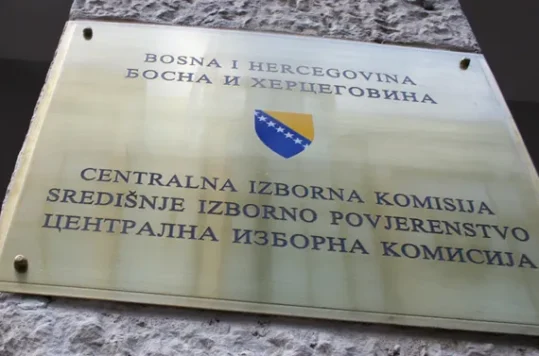 BOSNA I HERCEGOVINA
БОСНА И ХЕРЦЕГОВИНА
CENTRALNA IZBORNA KOMISIJA
SREDIŠNJE IZBORNO POVJERENSTVO
ЦЕНТРАЛНА ИЗБОРНА КОМИСИЈА